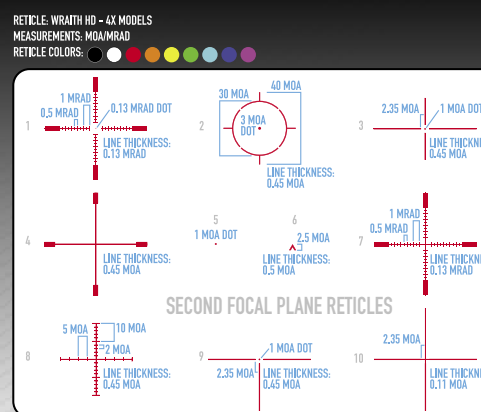 RETICLE: WRAITH HD - 4X MODELS
MEASUREMENTS: MOA/MRAD
RETICLE COLORS:
1
1 MRAD
0.5 MRAD
0.13 MRAD DOT
LINE THICKNESS:
0.13 MRAD
2
30 MOA
40 MOA
3 MOA
DOT
LINE THICKNESS:
0.45 MOA
3
2.35 MOA
1 MOA DOT
LINE THICKN
0.45 MOA
4
LINE THICKNESS:
0.45 MOA
5
1 MOA DOT
6
2.5 MOA
LINE THICKNESS:
0.5 MOA
7
1 MRAD
0.5 MRAD
LINE THICKN
0.13 MRAD
SECOND FOCAL PLANE RETICLES
8
5 MOA
10 MOA
2 MOA
LINE THICKNESS:
0.45 MOA
9
1 MOA DOT
2.35 MOA
LINE THICKNESS:
0.45 MOA
10
2.35 MOA
LINE THICKN
0.11 MOA